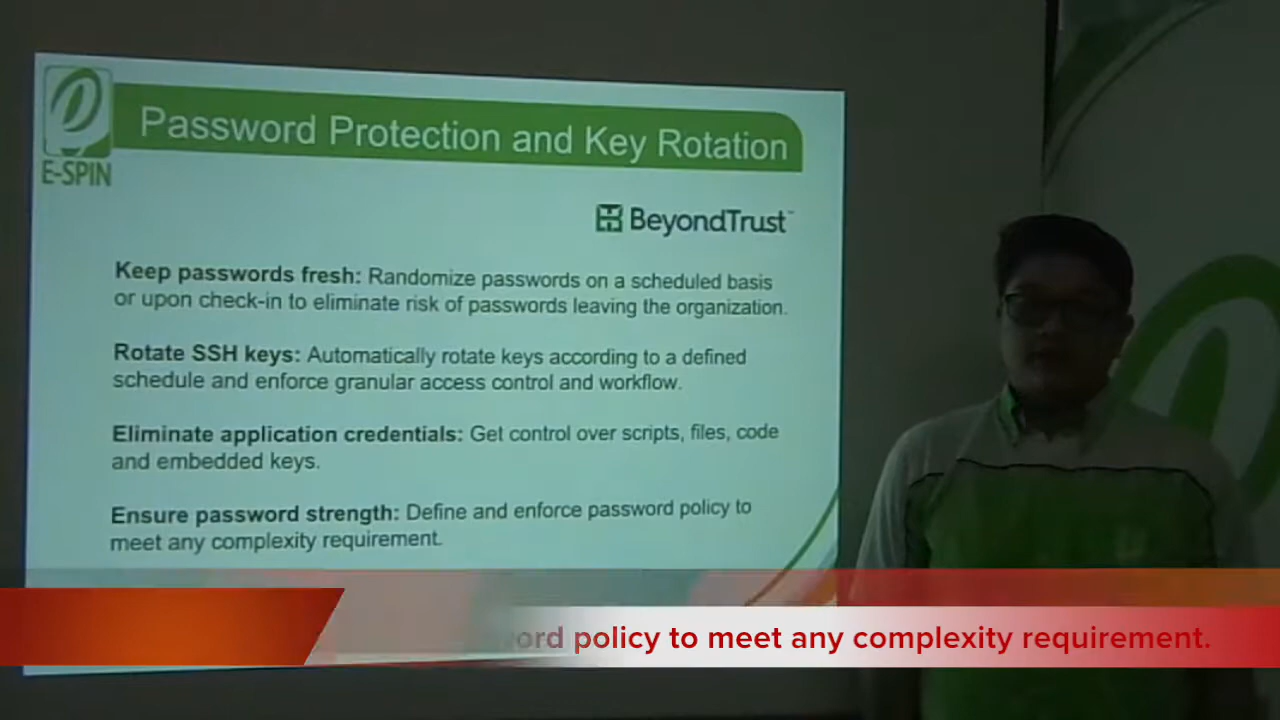 Password Protection and Key Rotation
E-SPIN
BeyondTrust™
Keep passwords fresh: Randomize passwords on a scheduled basis
or upon check-in to eliminate risk of passwords leaving the organization.
Rotate SSH keys: Automatically rotate keys according to a defined
schedule and enforce granular access control and workflow.
Eliminate application credentials: Get control over scripts, files, code
and embedded keys.
Ensure password strength: Define and enforce password policy to
meet any complexity requirement.
policy to meet any complexity requirement.